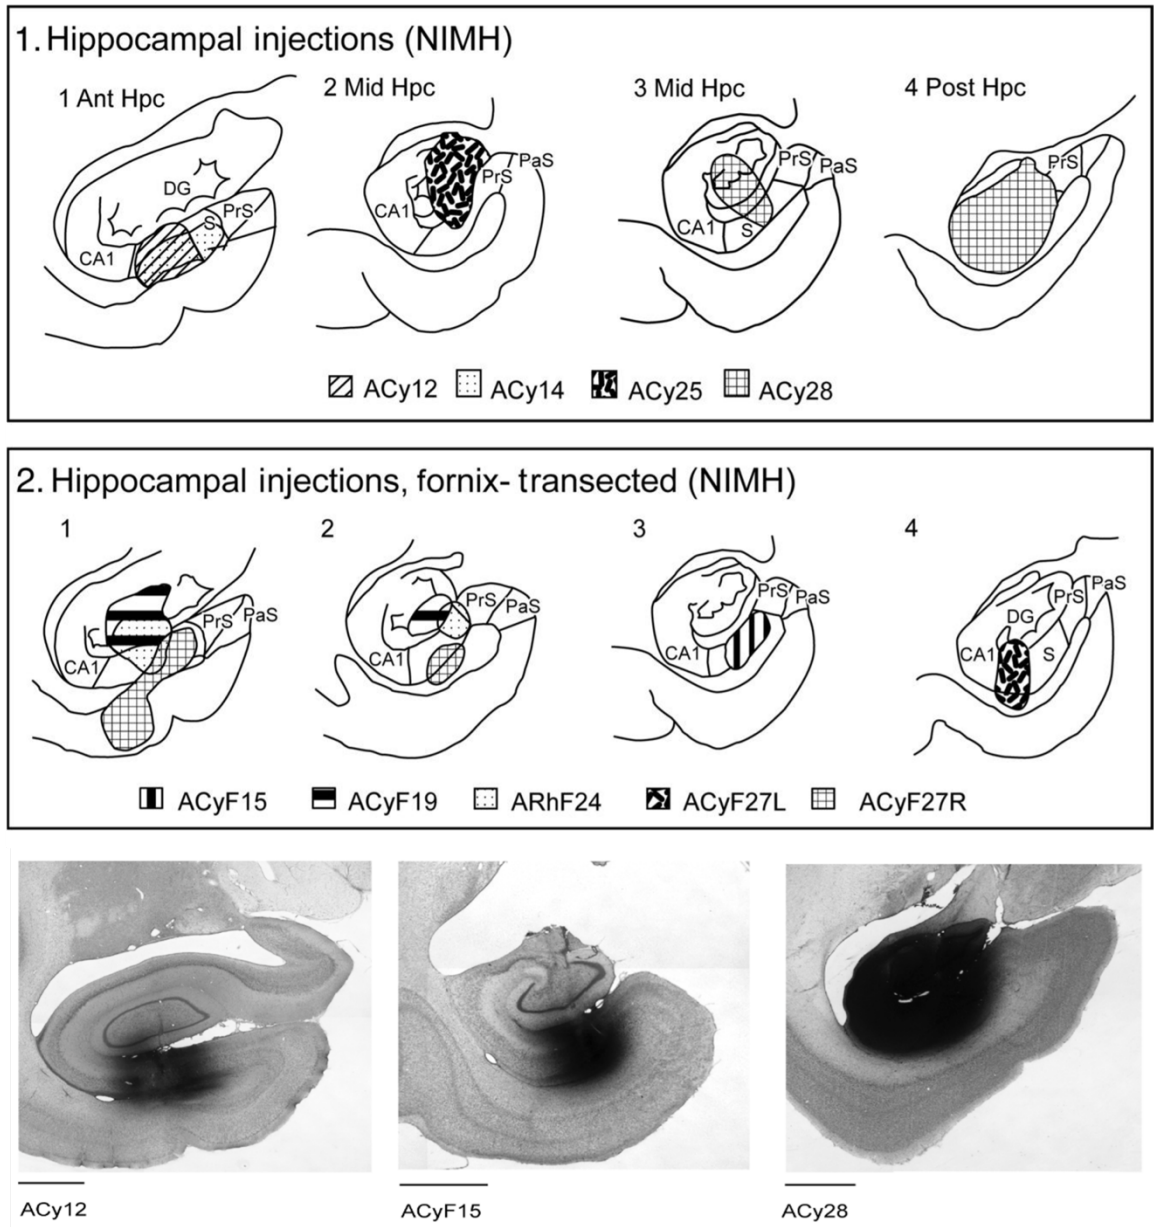 1. Hippocampal injections (NIMH)
1 Ant Hpc
2 Mid Hpc
3 Mid Hpc
4 Post Hpc
DG
S
PrS
CA1
PaS
PrS
CA1
PrS
PaS
CA1
S
PrS
ACy12
ACy14
ACy25
ACy28
2. Hippocampal injections, fornix- transected (NIMH)
1
2
3
4
PrS
PaS
CA1
PrS
PaS
CA1
PrS
PaS
CA1
PrS
PaS
DG
CA1
S
ACyF15
ACyF19
ARhF24
ACyF27L
ACyF27R
ACy12
ACyF15
ACy28